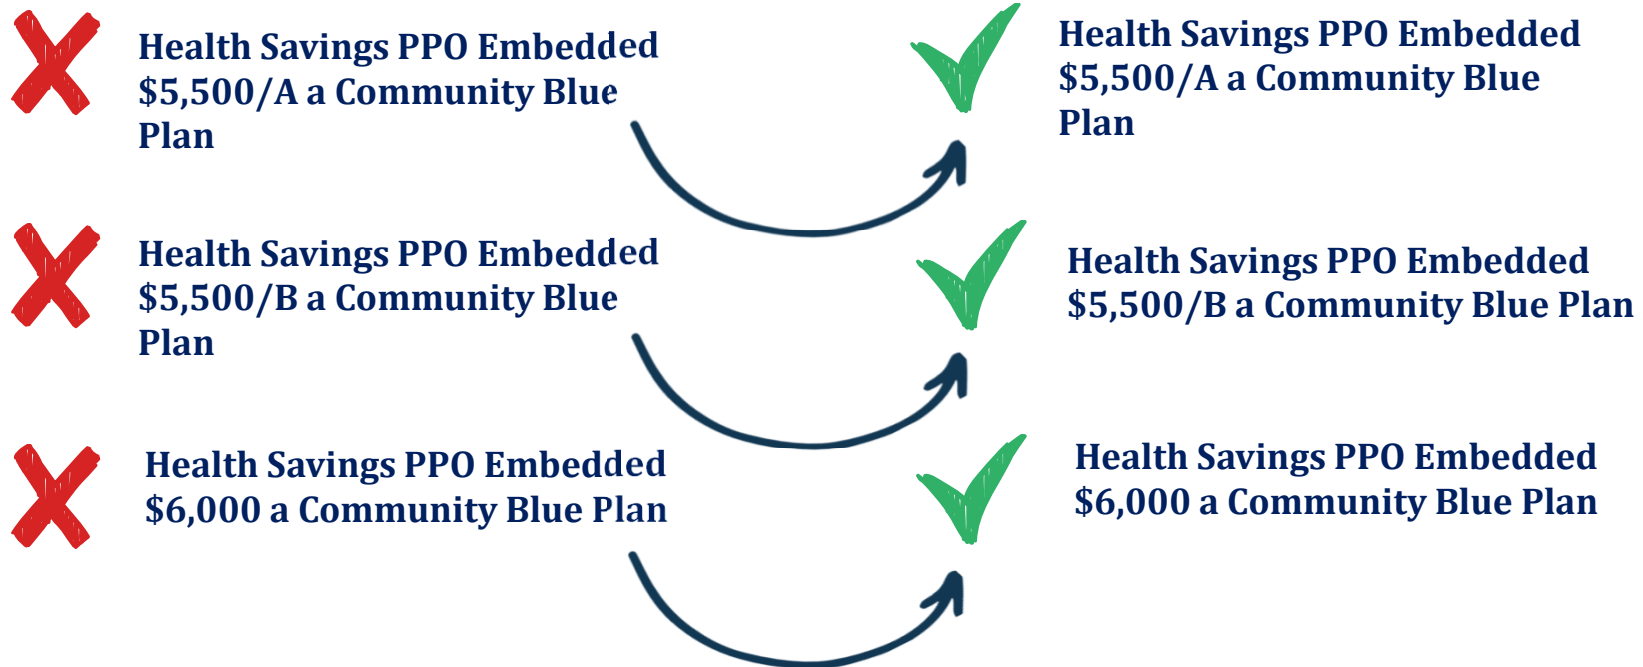 Health Savings PPO Embedded
$5,500/A a Community Blue
Plan
Health Savings PPO Embedded
$5,500/A a Community Blue
Plan
Health Savings PPO Embedded
$5,500/B a Community Blue
Plan
Health Savings PPO Embedded
$5,500/B a Community Blue Plan
Health Savings PPO Embedded
$6,000 a Community Blue Plan
Health Savings PPO Embedded
$6,000 a Community Blue Plan